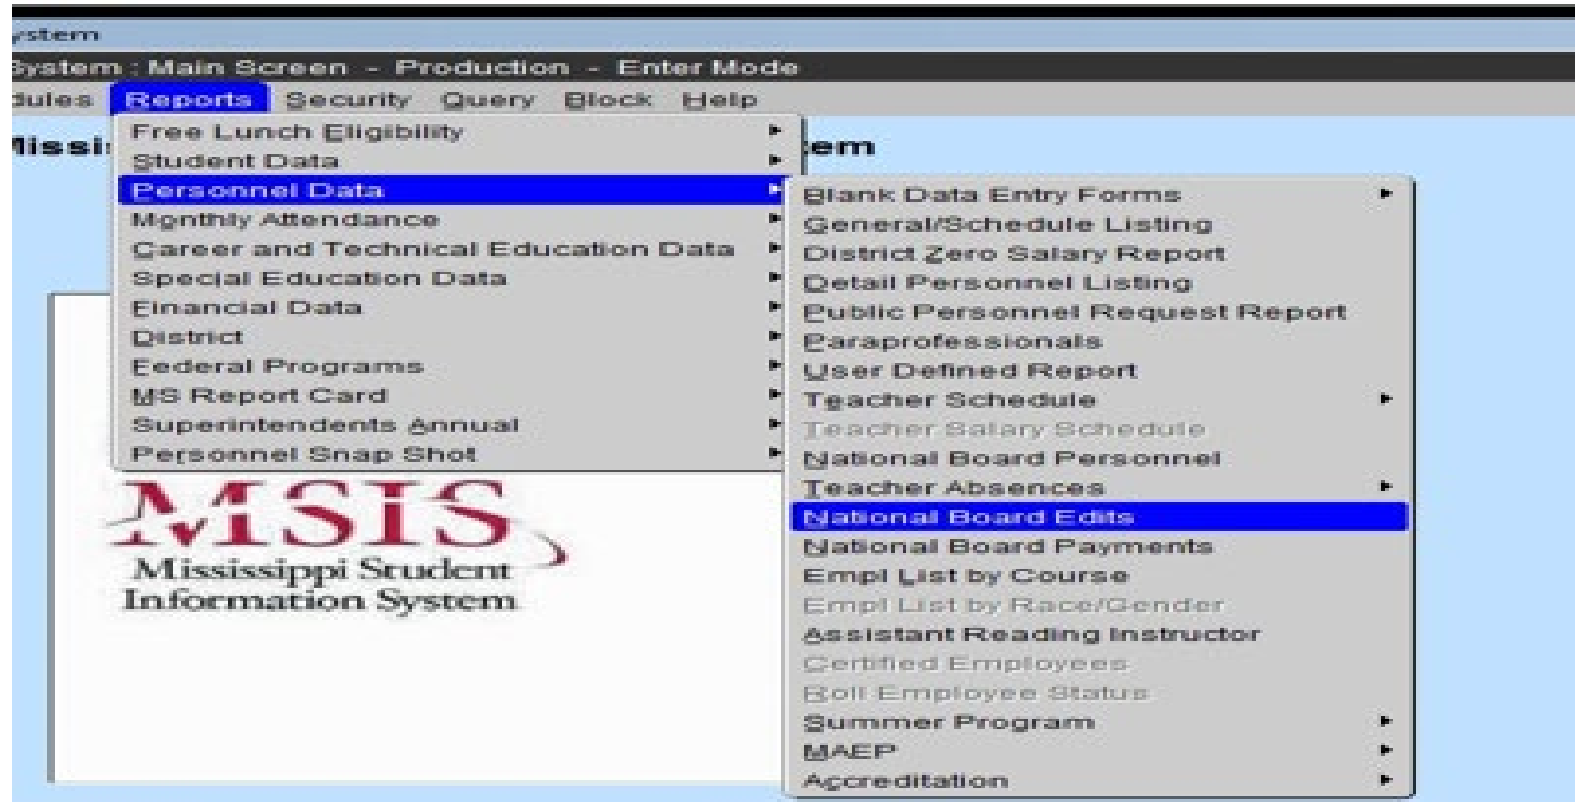 ystem
System : Main Screen - Production - Enter Mode
dules Reports Security Query Block Help
Missi em
Free Lunch Eligibility
Student Data
Personnel Data
Monthly Attendance
Career and Technical Education Data
Special Education Data
Financial Data
District
Federal Programs
MS Report Card
Superintendents Annual
Personnel Snap Shot
Blank Data Entry Forms
General/Schedule Listing
District Zero Salary Report
Detail Personnel Listing
Public Personnel Request Report
Paraprofessionals
User Defined Report
Teacher Schedule
Teacher Salary Schedule
National Board Personnel
Teacher Absences
National Board Edits
National Board Payments
Empl List by Course
Empl List by Race/Gender
Assistant Reading Instructor
Certified Employees
Roll Employee Status
Summer Program
MAEP
Accreditation
MSIS
Mississippi Student
Information System